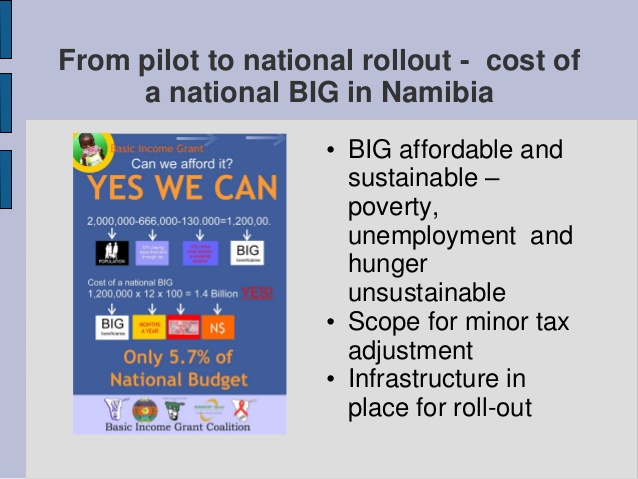 From pilot to national rollout - cost of
a national BIG in Namibia
Basic Income Grant
Can we afford it?
YES WE CAN
2,000,000-666,000-130.000=1,200.00.
POPULATION
BIG
beneficiaries
Cost of a national BIG
1,200,000 x 12 x 100 = 1.4 Billion YES!
BIG
beneficiaries
MONTHS
A YEAR
N$
Only 5.7% of
National Budget
Basic Income Grant Coalition
• BIG affordable and
sustainable –
poverty,
unemployment and
hunger
unsustainable
• Scope for minor tax
adjustment
• Infrastructure in
place for roll-out